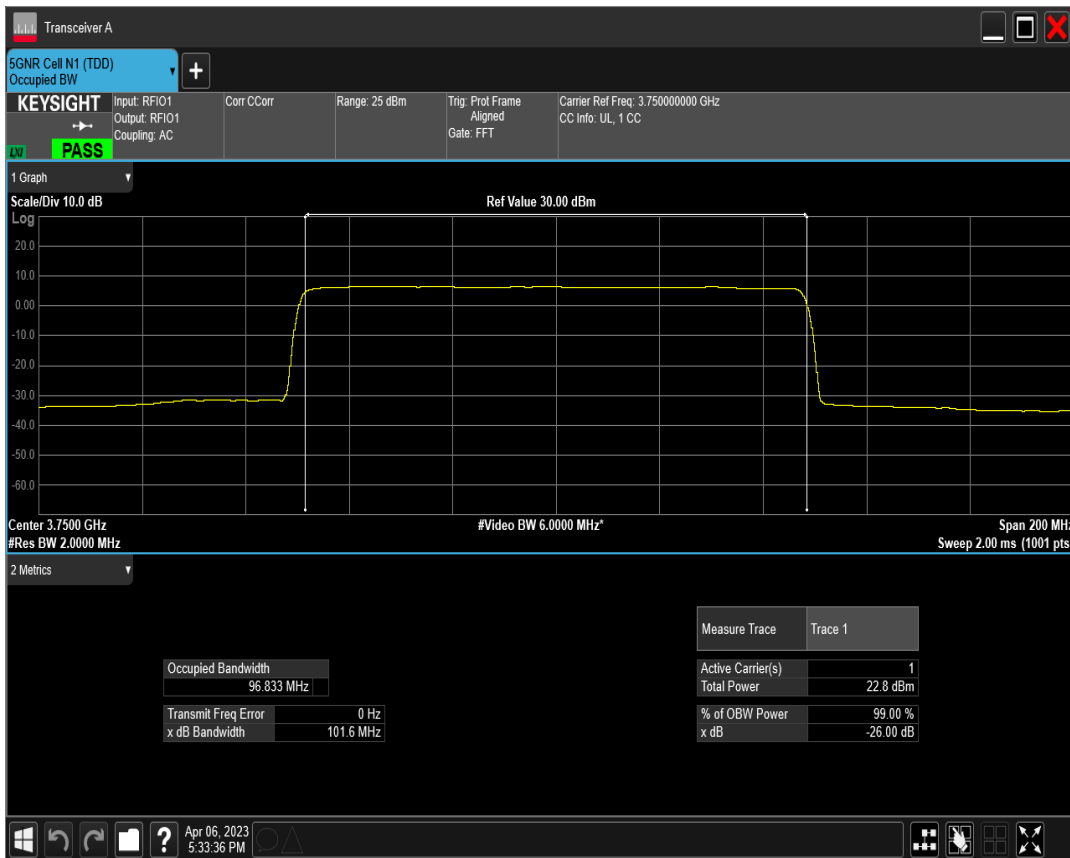 Transceiver A
5GNR Cell N1 (TDD)
Occupied BW
+
KEYSIGHT
LXI
PASS
Input: RFIO1
Output: RFIO1
Coupling: AC
Corr CCorr
Range: 25 dBm
Trig: Prot Frame
Aligned
Gate: FFT
Carrier Ref Freq: 3.750000000 GHz
CC Info: UL, 1 CC
1 Graph
Scale/Div 10.0 dB
Ref Value 30.00 dBm
Log
20.0
10.0
0.00
-10.0
-20.0
-30.0
-40.0
-50.0
-60.0
Center 3.7500 GHz
#Video BW 6.0000 MHz*
Span 200 MHz
#Res BW 2.0000 MHz
Sweep 2.00 ms (1001 pts
2 Metrics
Measure Trace Trace 1
Occupied Bandwidth
96.833 MHz
Active Carrier(s) 1
Total Power 22.8 dBm
Transmit Freq Error 0 Hz
x dB Bandwidth 101.6 MHz
% of OBW Power 99.00 %
x dB -26.00 dB
?
Apr 06, 2023
5:33:36 PM